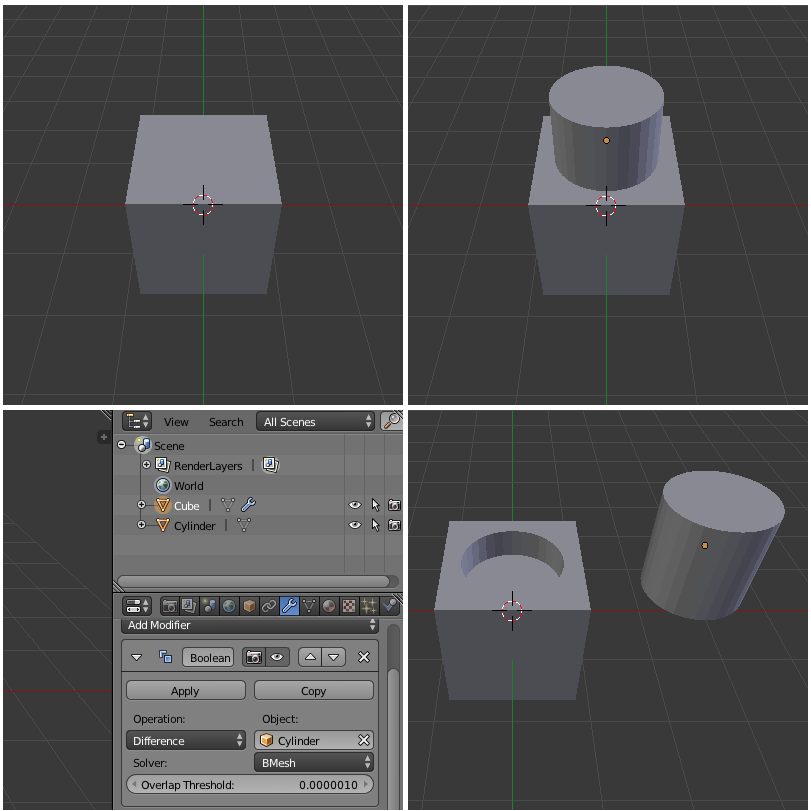 View Search All Scenes
Scene
RenderLayers
World
Cube
Cylinder
Add Modifier
Boolean
Apply Copy
Operation: Object:
Difference Cylinder
Solver: BMesh
Overlap Threshold: 0.0000010